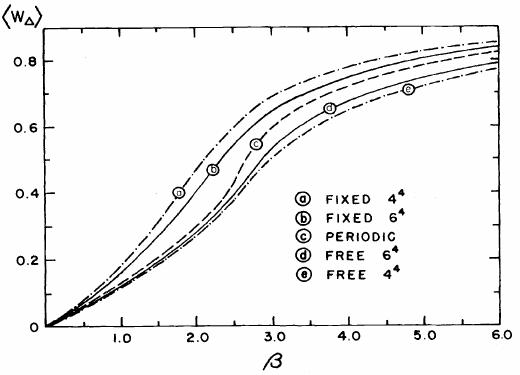 ⟨W△⟩
0.8
0.6
0.4
0.2
0
1.0 2.0 3.0 4.0 5.0 6.0
β
a
b
c
d
e
ⓐ FIXED 4⁴
ⓑ FIXED 6⁴
ⓒ PERIODIC
ⓓ FREE 6⁴
ⓔ FREE 4⁴